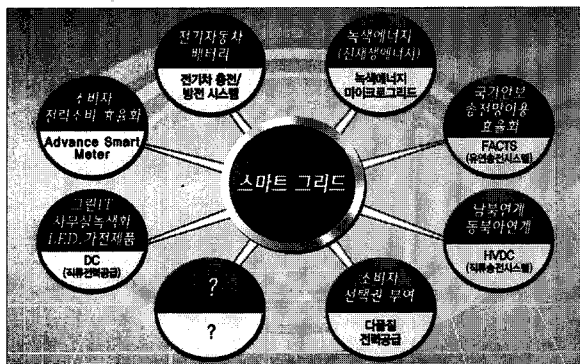 전기자동차
배터리
전기차 충전/
방전 시스템
녹색에너지
(신재생에너지)
녹색에너지
마이크로그리드
소비자
전력소비 효율화
Advance Smart
Meter
국가안보
송전망이용
효율화
FACTS
(유연송전시스템)
스마트 그리드
그린IT
사무실녹색화
LED.가전제품
DC
(직류전력공급)
남북연계
동북아연계
HVDC
(직류송전시스템)
?
?
소비자
선택권 부여
다품질
전력공급